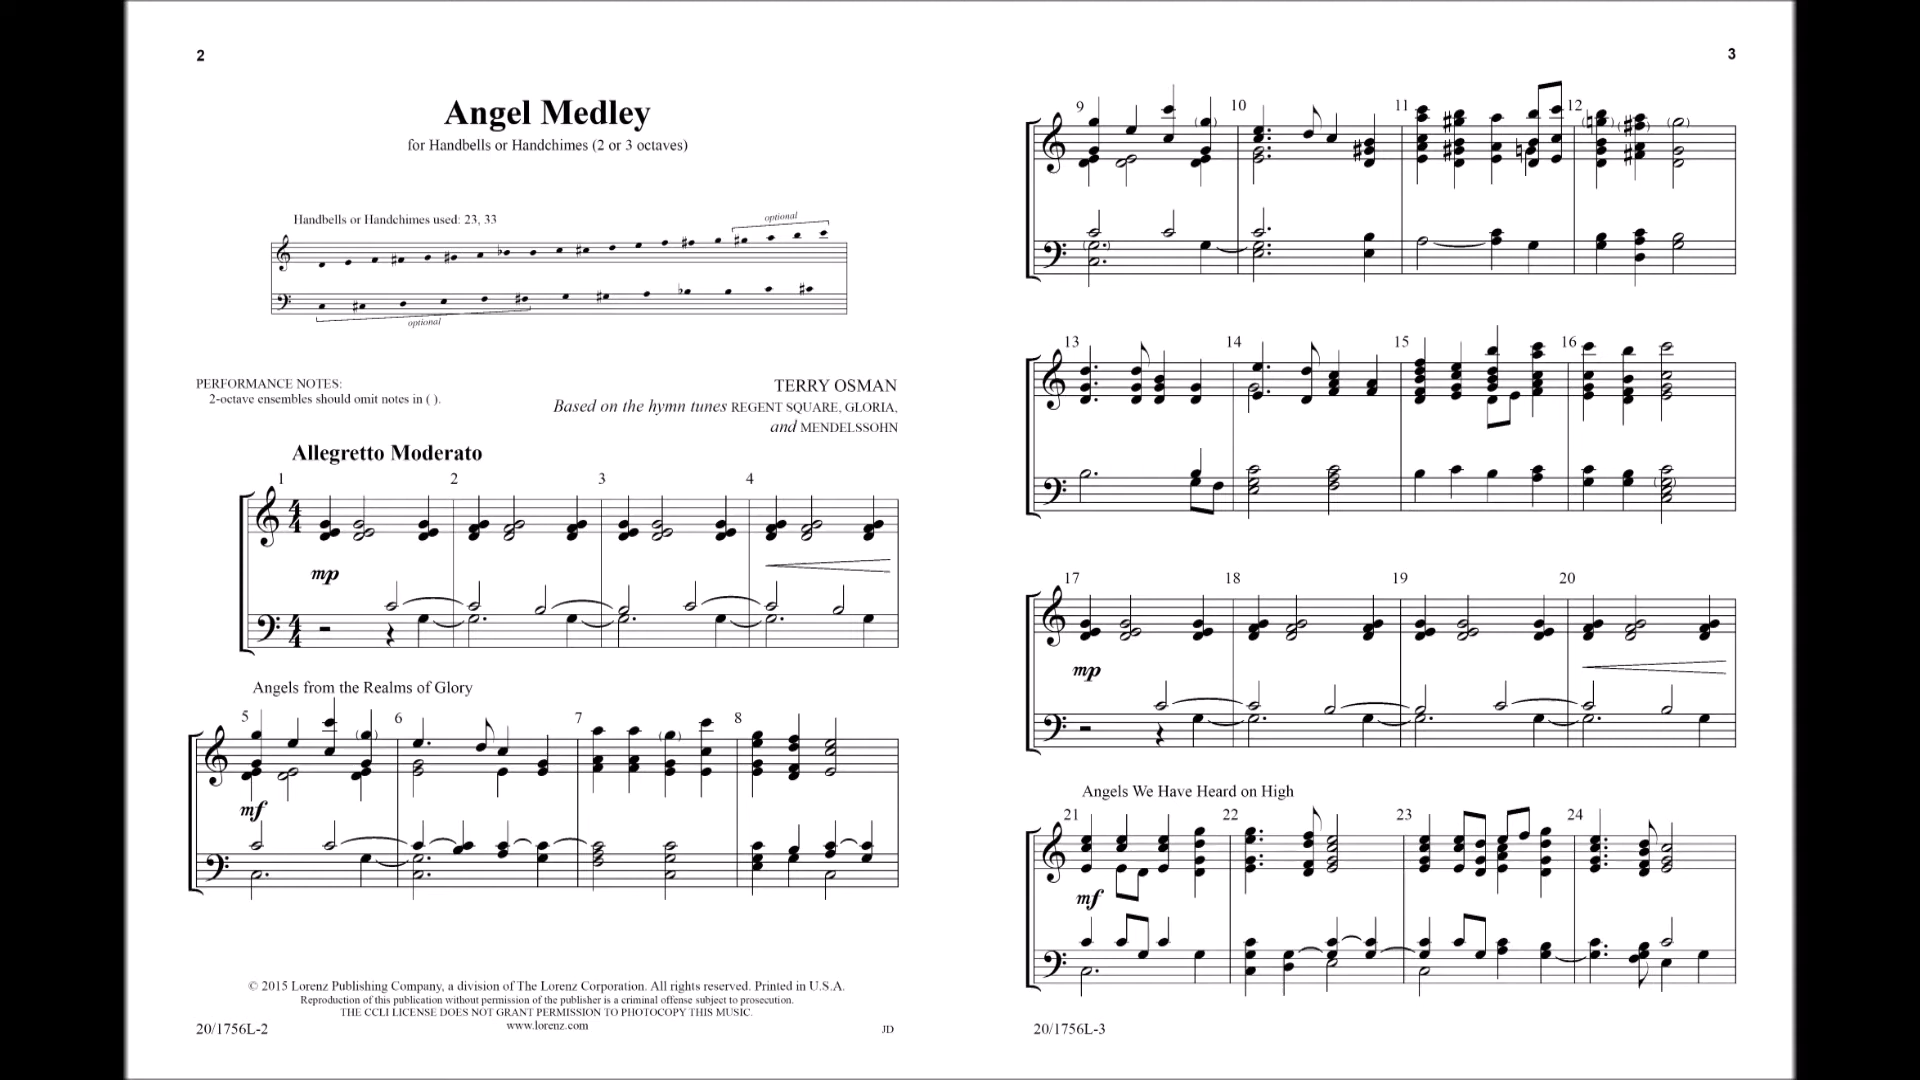 2
Angel Medley
for Handbells or Handchimes (2 or 3 octaves)
Handbells or Handchimes used: 23, 33
optional
optional
PERFORMANCE NOTES:
2-octave ensembles should omit notes in ( ).
TERRY OSMAN
Based on the hymn tunes REGENT SQUARE, GLORIA,
and MENDELSSOHN
Allegretto Moderato
1 2 3 4
4 4
mp
4 4
Angels from the Realms of Glory
5 6 7 8
mf
© 2015 Lorenz Publishing Company, a division of The Lorenz Corporation. All rights reserved. Printed in U.S.A.
Reproduction of this publication without permission of the publisher is a criminal offense subject to prosecution.
THE CCLI LICENSE DOES NOT GRANT PERMISSION TO PHOTOCOPY THIS MUSIC.
www.lorenz.com
20/1756L-2
JD
3
9 10 11 12
13 14 15 16
17 18 19 20
mp
Angels We Have Heard on High
21 22 23 24
mf
20/1756L-3